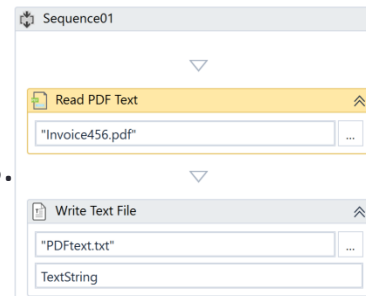 Sequence01
Read PDF Text
"Invoice456.pdf"
...
Write Text File
"PDFtext.txt"
...
TextString